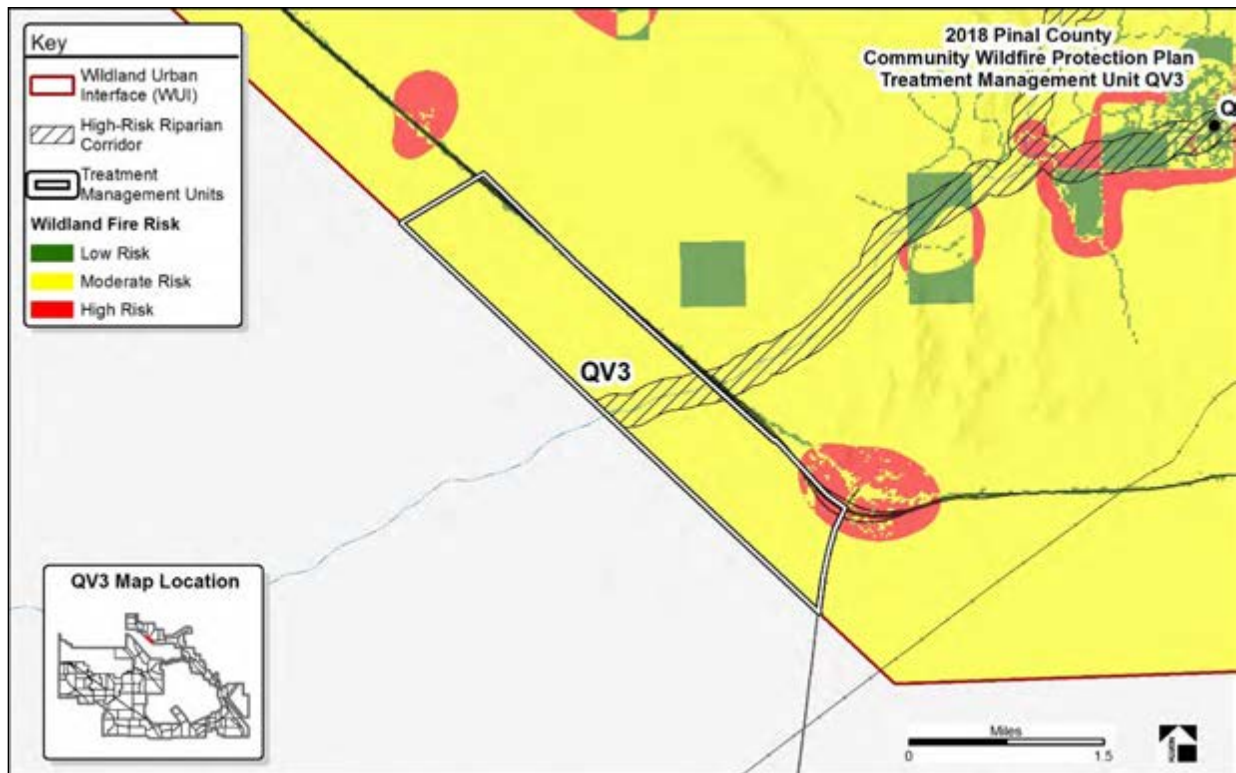 Key
Wildland Urban
Interface (WUI)
High-Risk Riparian
Corridor
Treatment
Management Units
Wildland Fire Risk
Low Risk
Moderate Risk
High Risk
2018 Pinal County
Community Wildfire Protection Plan
Treatment Management Unit QV3
Q
QV3
QV3 Map Location
Miles
0
1.5